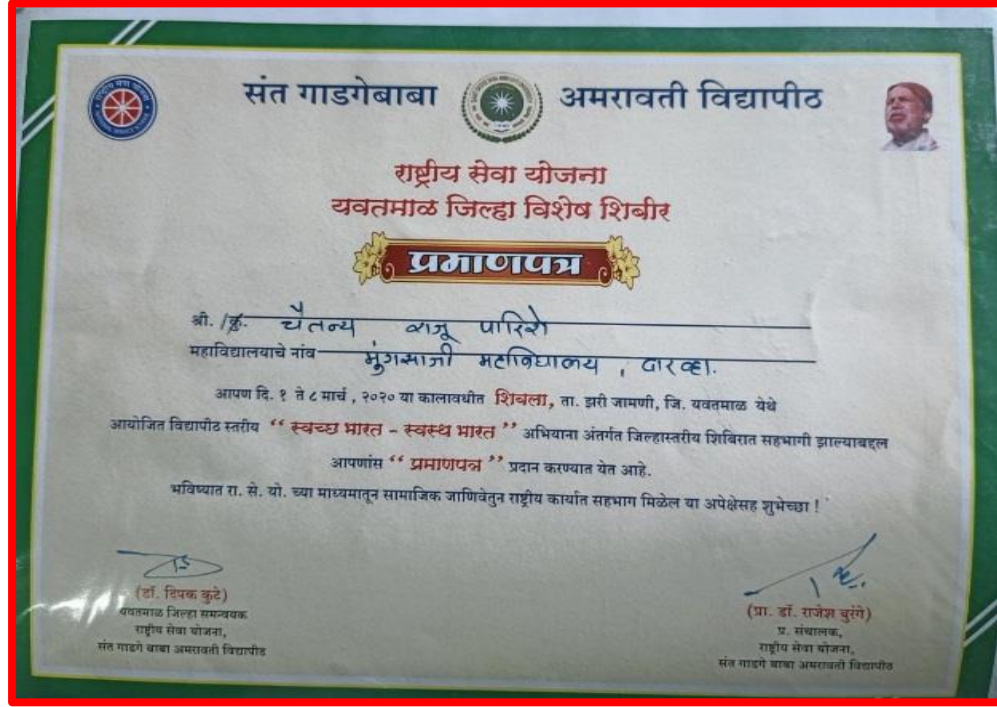 संत गाडगेबाबा अमरावती विद्यापीठ
राष्ट्रीय सेवा योजना
यवतमाळ जिल्हा विशेष शिबीर
प्रमाणपत्र
श्री. /कु. चैतन्य राजू पारिशे
महाविद्यालयाचे नांव मुंगसाजी महाविद्यालय , दारव्हा.
आपण दि. १ ते ८ मार्च , २०२० या कालावधीत शिबला, ता. झरी जामणी, जि. यवतमाळ येथे
आयोजित विद्यापीठ स्तरीय ‘‘ स्वच्छ भारत - स्वस्थ भारत ’’ अभियाना अंतर्गत जिल्हास्तरीय शिबिरात सहभागी झाल्याबद्दल
आपणांस ‘‘ प्रमाणपत्र ’’ प्रदान करण्यात येत आहे.
भविष्यात रा. से. यो. च्या माध्यमातून सामाजिक जाणिवेतुन राष्ट्रीय कार्यात सहभाग मिळेल या अपेक्षेसह शुभेच्छा !
(डॉ. दिपक कुटे)
यवतमाळ जिल्हा समन्वयक
राष्ट्रीय सेवा योजना,
संत गाडगे बाबा अमरावती विद्यापीठ
(प्रा. डॉ. राजेश बुरंगे)
प्र. संचालक,
राष्ट्रीय सेवा योजना,
संत गाडगे बाबा अमरावती विद्यापीठ